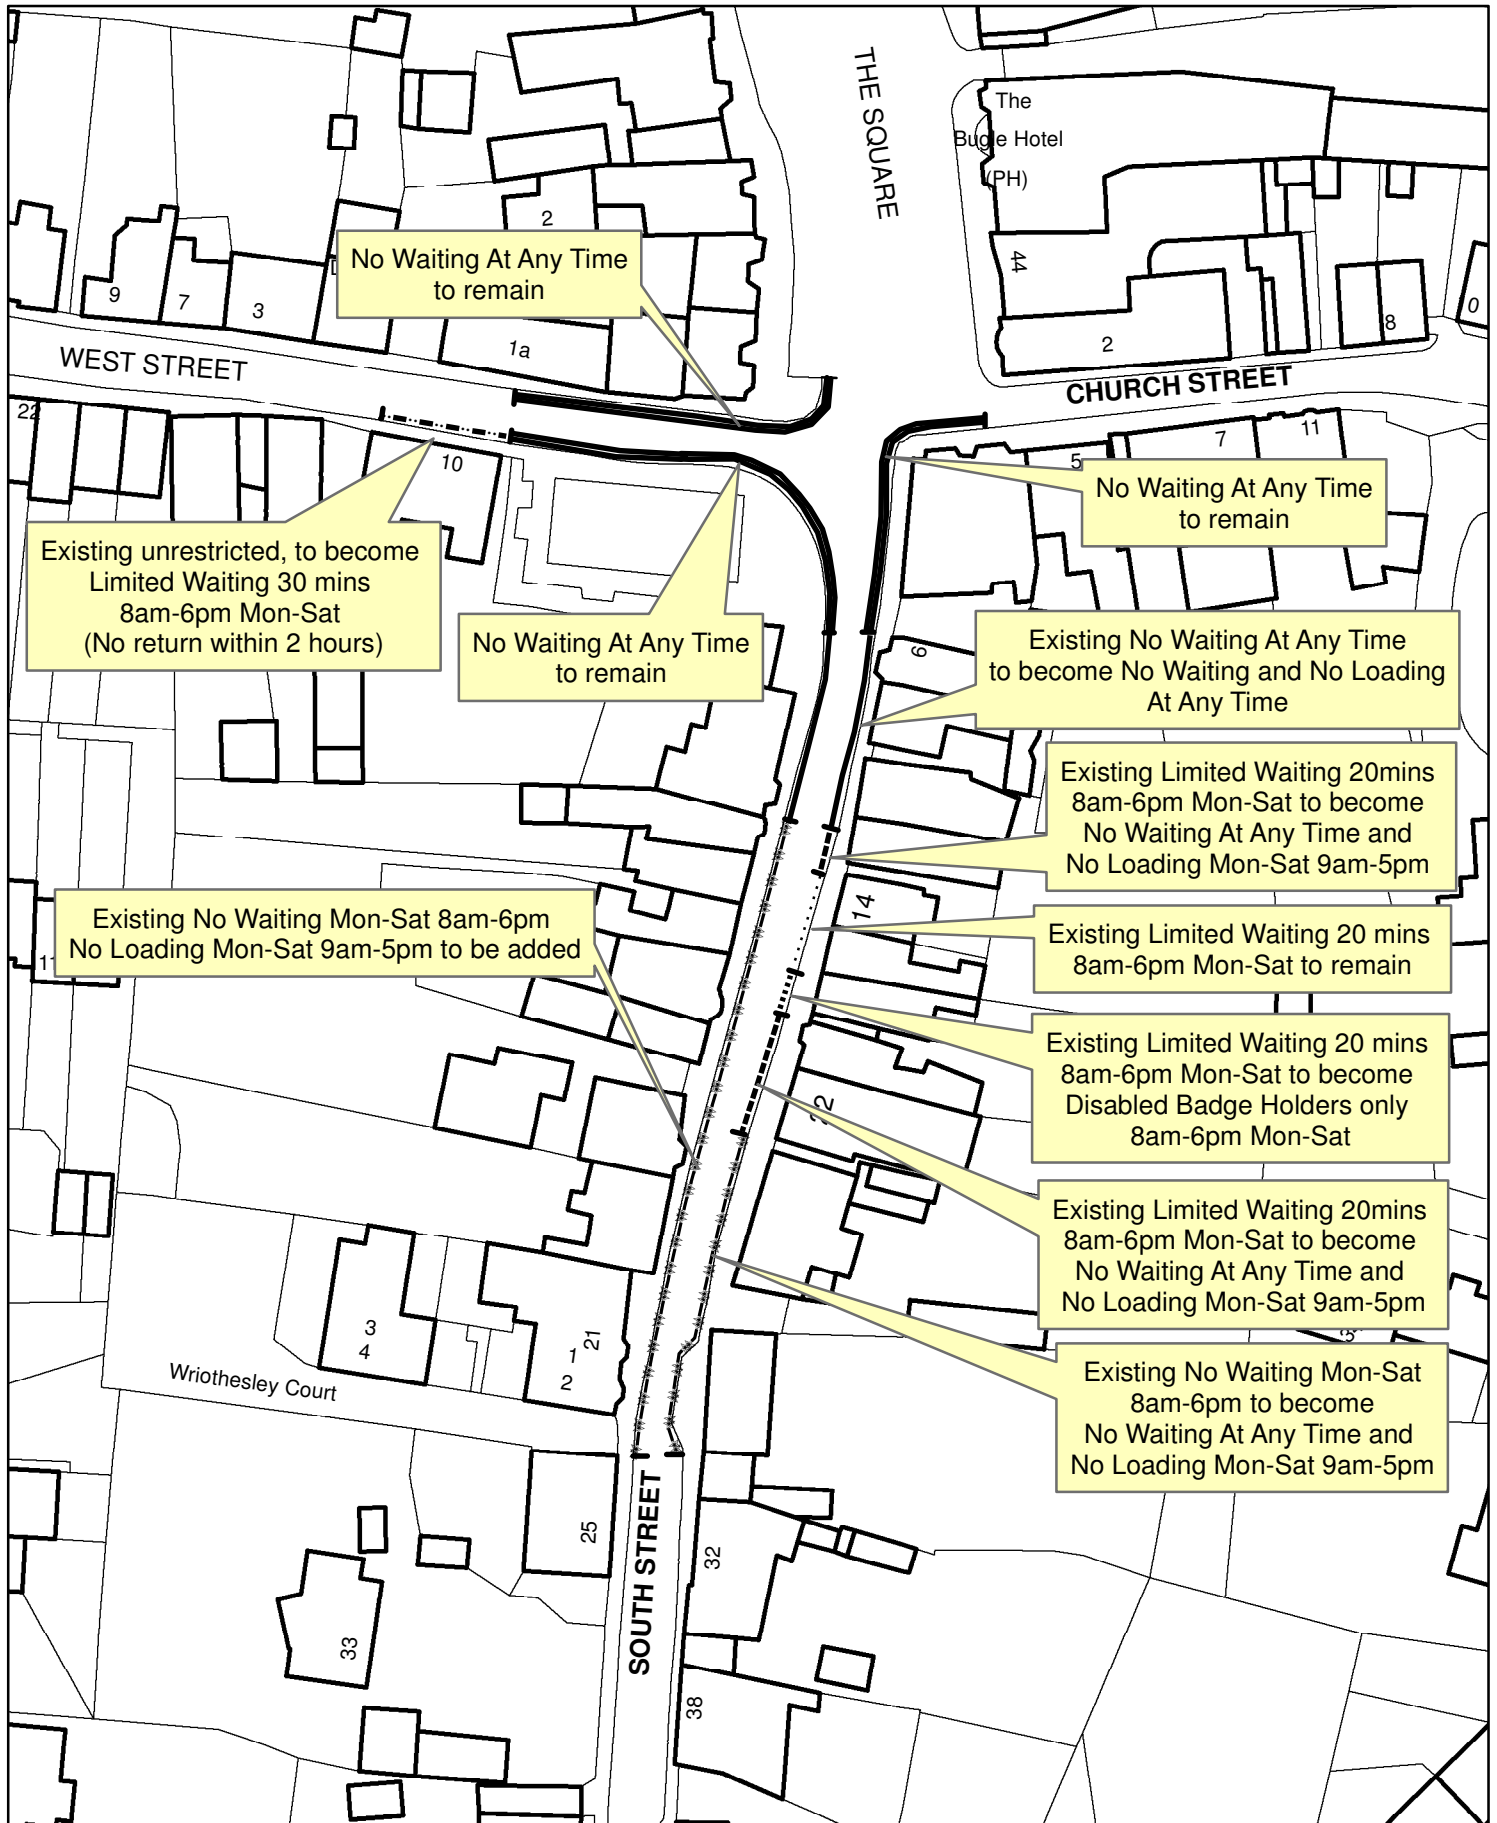 THE SQUARE
The
Bugle Hotel
(PH)
2
44
No Waiting At Any Time
to remain
9
7
3
1a
2
8
0
WEST STREET
CHURCH STREET
22
10
5
7
11
No Waiting At Any Time
to remain
Existing unrestricted, to become
Limited Waiting 30 mins
8am-6pm Mon-Sat
(No return within 2 hours)
No Waiting At Any Time
to remain
6
Existing No Waiting At Any Time
to become No Waiting and No Loading
At Any Time
Existing Limited Waiting 20mins
8am-6pm Mon-Sat to become
No Waiting At Any Time and
No Loading Mon-Sat 9am-5pm
14
Existing No Waiting Mon-Sat 8am-6pm
No Loading Mon-Sat 9am-5pm to be added
11
Existing Limited Waiting 20 mins
8am-6pm Mon-Sat to remain
Existing Limited Waiting 20 mins
8am-6pm Mon-Sat to become
Disabled Badge Holders only
8am-6pm Mon-Sat
22
Existing Limited Waiting 20mins
8am-6pm Mon-Sat to become
No Waiting At Any Time and
No Loading Mon-Sat 9am-5pm
3
4
21
1
2
Wriothesley Court
Existing No Waiting Mon-Sat
8am-6pm to become
No Waiting At Any Time and
No Loading Mon-Sat 9am-5pm
25
SOUTH STREET
32
33
38